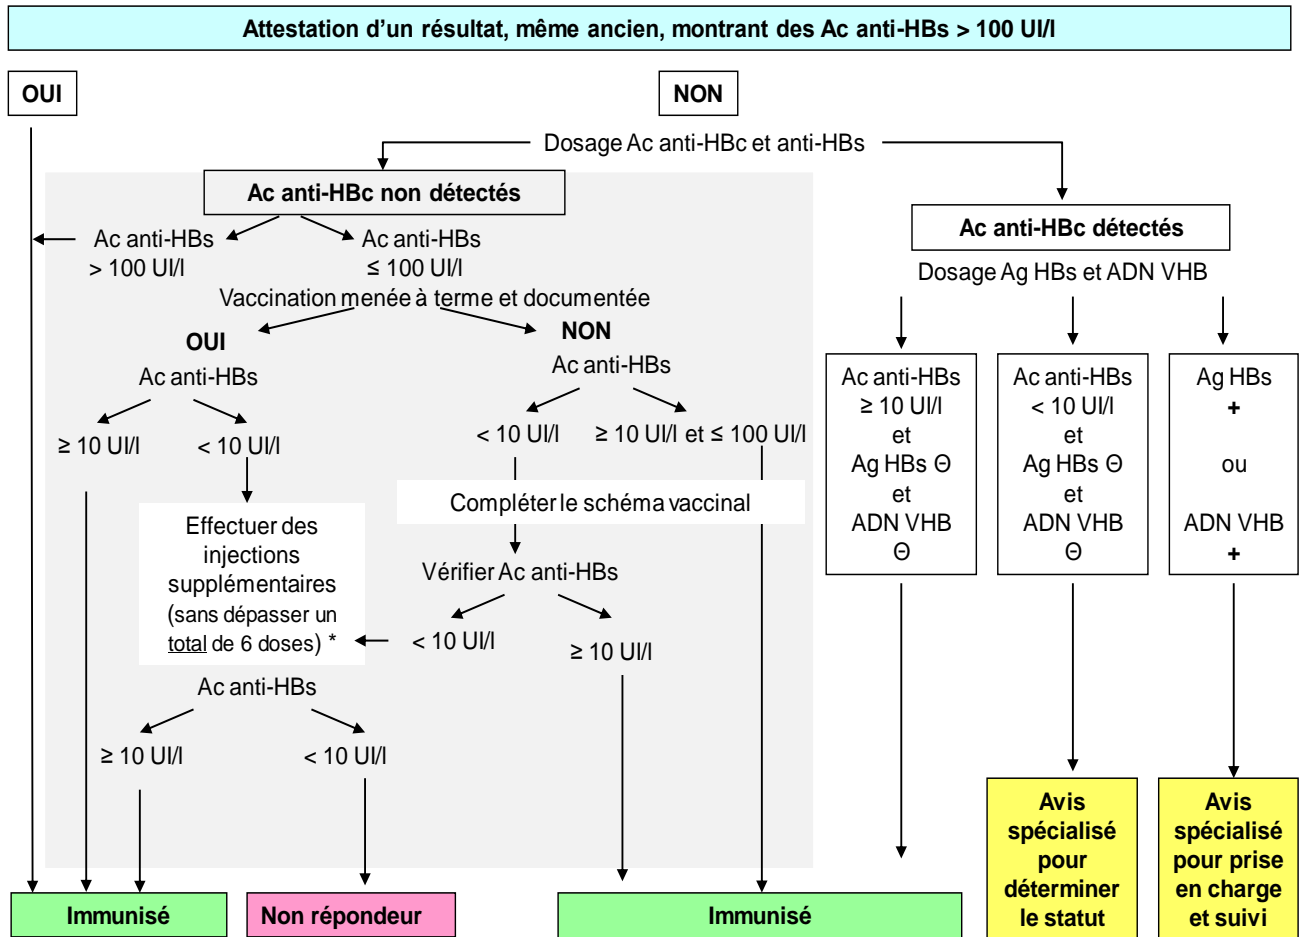 Attestation d'un résultat, même ancien, montrant des Ac anti-HBs > 100 UI/l
OUI
NON
Dosage Ac anti-HBc et anti-HBs
Ac anti-HBc non détectés
Ac anti-HBs
> 100 UI/l
Ac anti-HBs
≤ 100 UI/l
Vaccination menée à terme et documentée
OUI
Ac anti-HBs
≥ 10 UI/l
< 10 UI/l
Effectuer des
injections
supplémentaires
(sans dépasser un
total de 6 doses) *
Ac anti-HBs
≥ 10 UI/l
< 10 UI/l
NON
Ac anti-HBs
< 10 UI/l
≥ 10 UI/l et ≤ 100 UI/l
Compléter le schéma vaccinal
Vérifier Ac anti-HBs
< 10 UI/l
≥ 10 UI/l
Ac anti-HBc détectés
Dosage Ag HBs et ADN VHB
Ac anti-HBs
≥ 10 UI/l
et
Ag HBs Θ
et
ADN VHB
Θ
Ac anti-HBs
< 10 UI/l
et
Ag HBs Θ
et
ADN VHB
Θ
Ag HBs
+
ou
ADN VHB
+
Immunisé
Non répondeur
Immunisé
Avis
spécialisé
pour
déterminer
le statut
Avis
spécialisé
pour prise
en charge
et suivi